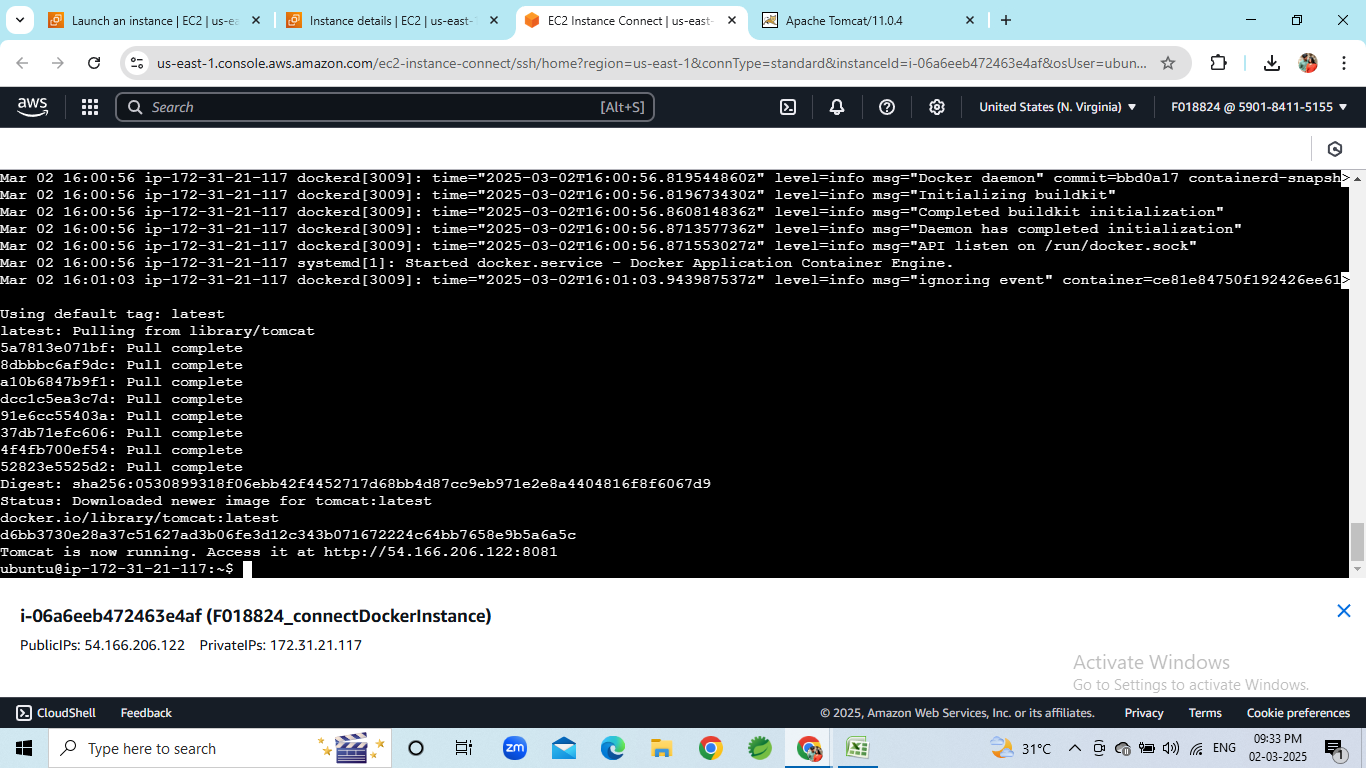 Launch an instance | EC2 | us-ea
Instance details | EC2 | us-east-1
EC2 Instance Connect | us-east-
Apache Tomcat/11.0.4
us-east-1.console.aws.amazon.com/ec2-instance-connect/ssh/home?region=us-east-1&connType=standard&instanceId=i-06a6eeb472463e4af&osUser=ubun...
aws
Search
[Alt+S]
United States (N. Virginia)
F018824 @ 5901-8411-5155
Mar 02 16:00:56 ip-172-31-21-117 dockerd[3009]: time="2025-03-02T16:00:56.819544860Z" level=info msg="Docker daemon" commit=bbd0a17 containerd-snapsh>
Mar 02 16:00:56 ip-172-31-21-117 dockerd[3009]: time="2025-03-02T16:00:56.819673430Z" level=info msg="Initializing buildkit"
Mar 02 16:00:56 ip-172-31-21-117 dockerd[3009]: time="2025-03-02T16:00:56.860814836Z" level=info msg="Completed buildkit initialization"
Mar 02 16:00:56 ip-172-31-21-117 dockerd[3009]: time="2025-03-02T16:00:56.871357736Z" level=info msg="Daemon has completed initialization"
Mar 02 16:00:56 ip-172-31-21-117 dockerd[3009]: time="2025-03-02T16:00:56.871553027Z" level=info msg="API listen on /run/docker.sock"
Mar 02 16:00:56 ip-172-31-21-117 systemd[1]: Started docker.service - Docker Application Container Engine.
Mar 02 16:01:03 ip-172-31-21-117 dockerd[3009]: time="2025-03-02T16:01:03.943987537Z" level=info msg="ignoring event" container=ce81e84750f192426ee61>
Using default tag: latest
latest: Pulling from library/tomcat
5a7813e071bf: Pull complete
8dbbbc6af9dc: Pull complete
a10b6847b9f1: Pull complete
dcc1c5ea3c7d: Pull complete
91e6cc55403a: Pull complete
37db71efc606: Pull complete
4f4fb700ef54: Pull complete
52823e5525d2: Pull complete
Digest: sha256:0530899318f06ebb42f4452717d68bb4d87cc9eb971e2e8a4404816f8f6067d9
Status: Downloaded newer image for tomcat:latest
docker.io/library/tomcat:latest
d6bb3730e28a37c51627ad3b06fe3d12c343b071672224c64bb7658e9b5a6a5c
Tomcat is now running. Access it at http://54.166.206.122:8081
ubuntu@ip-172-31-21-117:~$
i-06a6eeb472463e4af (F018824_connectDockerInstance)
PublicIPs: 54.166.206.122 PrivateIPs: 172.31.21.117
Activate Windows
Go to Settings to activate Windows.
CloudShell
Feedback
© 2025, Amazon Web Services, Inc. or its affiliates.
Privacy
Terms
Cookie preferences
Type here to search
zm
31°C
ENG
09:33 PM
02-03-2025
1